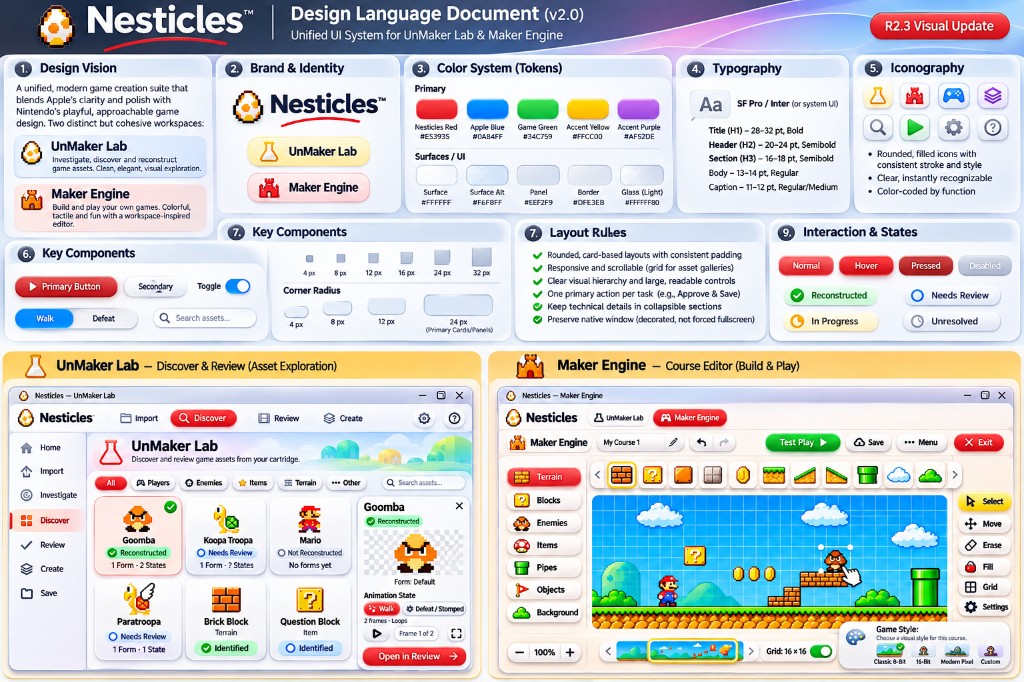 Nesticles™
Design Language Document (v2.0)
Unified UI System for UnMaker Lab & Maker Engine
R2.3 Visual Update
1. Design Vision
A unified, modern game creation suite that
blends Apple's clarity and polish with
Nintendo's playful, approachable game
design. Two distinct but cohesive workspaces:
UnMaker Lab
Investigate, discover and reconstruct
game assets. Clean, elegant, visual exploration.
Maker Engine
Build and play your own games. Colorful,
tactile and fun with a workspace-inspired
editor.
2. Brand & Identity
Nesticles™
UnMaker Lab
Maker Engine
3. Color System (Tokens)
Primary
Nesticles Red
#E53935
Apple Blue
#0A84FF
Game Green
#34C759
Accent Yellow
#FFCC00
Accent Purple
#AF52DE
Surfaces / UI
Surface
#FFFFFF
Surface Alt
#F6F8FF
Panel
#EEF2F9
Border
#DFE3EB
Glass (Light)
#FFFFFF80
4. Typography
Aa
SF Pro / Inter (or system UI)
Title (H1) – 28–32 pt, Bold
Header (H2) – 20–24 pt, Semibold
Section (H3) – 16–18 pt, Semibold
Body – 13–14 pt, Regular
Caption – 11–12 pt, Regular/Medium
5. Iconography
• Rounded, filled icons with
consistent stroke and style
• Clear, instantly recognizable
• Color-coded by function
6. Key Components
Primary Button
Secondary
Toggle
Walk
Defeat
Search assets...
7. Key Components
4 px
8 px
12 px
16 px
24 px
32 px
Corner Radius
4 px
8 px
12 px
24 px
(Primary Cards/Panels)
7. Layout Rules
Rounded, card-based layouts with consistent padding
Responsive and scrollable (grid for asset galleries)
Clear visual hierarchy and large, readable controls
One primary action per task (e.g., Approve & Save)
Keep technical details in collapsible sections
Preserve native window (decorated, not forced fullscreen)
9. Interaction & States
Normal
Hover
Pressed
Disabled
Reconstructed
Needs Review
In Progress
Unresolved
UnMaker Lab – Discover & Review (Asset Exploration)
Nesticles – UnMaker Lab
Nesticles
Import
Discover
Review
Create
Home
Import
Investigate
Discover
Review
Create
Save
UnMaker Lab
Discover and review game assets from your cartridge.
All
Players
Enemies
Items
Terrain
Other
Search assets...
Goomba
Reconstructed
1 Form · 2 States
Koopa Troopa
Needs Review
1 Form · ? States
Mario
Not Reconstructed
No forms yet
Paratroopa
Needs Review
1 Form · 1 State
Brick Block
Terrain
Identified
Question Block
Item
Identified
Goomba
Reconstructed
Form: Default
Animation State
Walk
Defeat / Stomped
2 frames · Loops
Frame 1 of 2
Open in Review
Maker Engine – Course Editor (Build & Play)
Nesticles – Maker Engine
Nesticles
UnMaker Lab
Maker Engine
Maker Engine
My Course 1
Test Play
Save
Menu
Exit
Terrain
Blocks
Enemies
Items
Pipes
Objects
Background
Select
Move
Erase
Fill
Grid
Settings
100%
Grid: 16 × 16
Game Style:
Choose a visual style for this course.
Classic 8-Bit
16-Bit
Modern Pixel
Custom